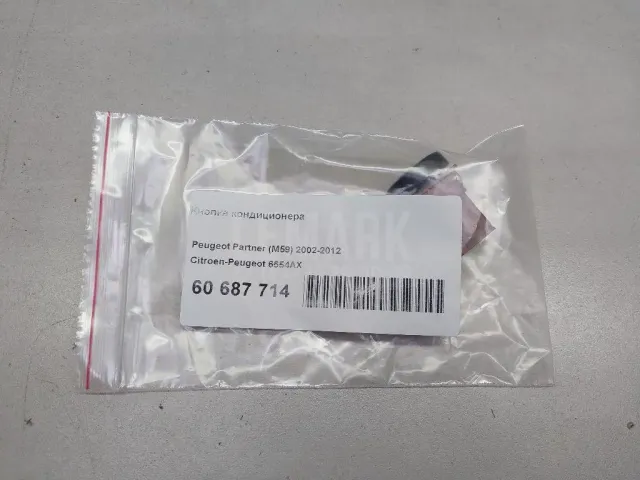 Кнопка кондиционера
Peugeot Partner (M59) 2002-2012
Citroen-Peugeot 6554AX
60 687 714